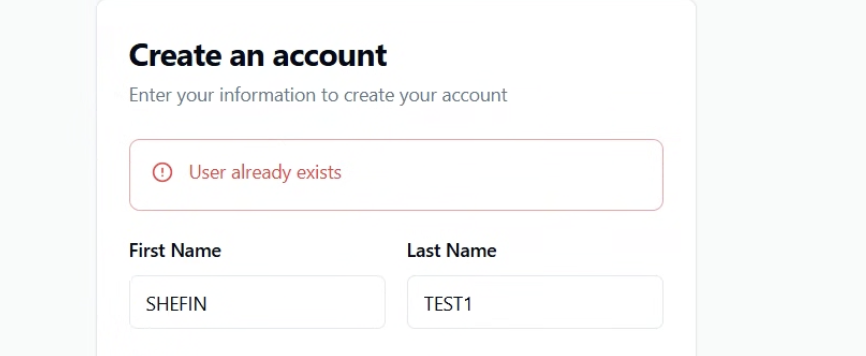 Create an account
Enter your information to create your account
User already exists
First Name Last Name
SHEFIN TEST1